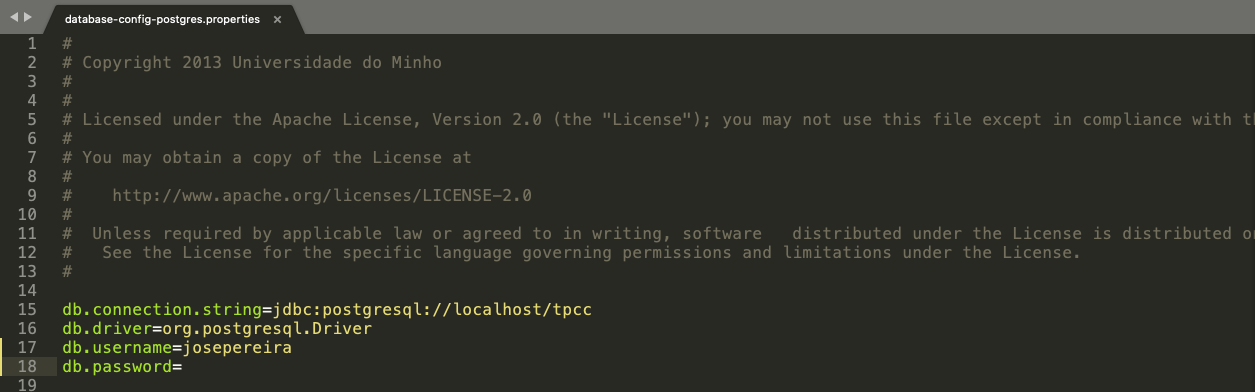 database-config-postgres.properties ×
1 #
2 # Copyright 2013 Universidade do Minho
3 #
4 #
5 # Licensed under the Apache License, Version 2.0 (the "License"); you may not use this file except in compliance with th
6 #
7 # You may obtain a copy of the License at
8 #
9 #    http://www.apache.org/licenses/LICENSE-2.0
10 #
11 #  Unless required by applicable law or agreed to in writing, software   distributed under the License is distributed on
12 #   See the License for the specific language governing permissions and limitations under the License.
13 #
14
15 db.connection.string=jdbc:postgresql://localhost/tpcc
16 db.driver=org.postgresql.Driver
17 db.username=josepereira
18 db.password=
19